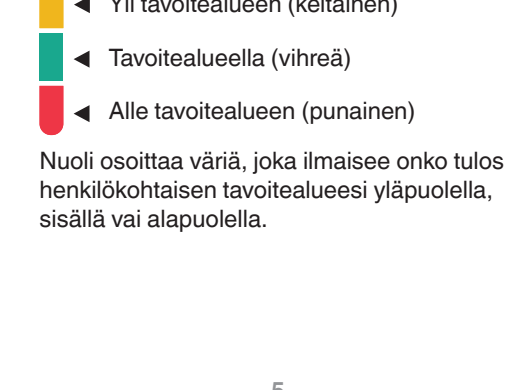 Yli tavoitealueen (keltainen)
Tavoitealueella (vihreä)
Alle tavoitealueen (punainen)
Nuoli osoittaa väriä, joka ilmaisee onko tulos
henkilökohtaisen tavoitealueesi yläpuolella,
sisällä vai alapuolella.
5